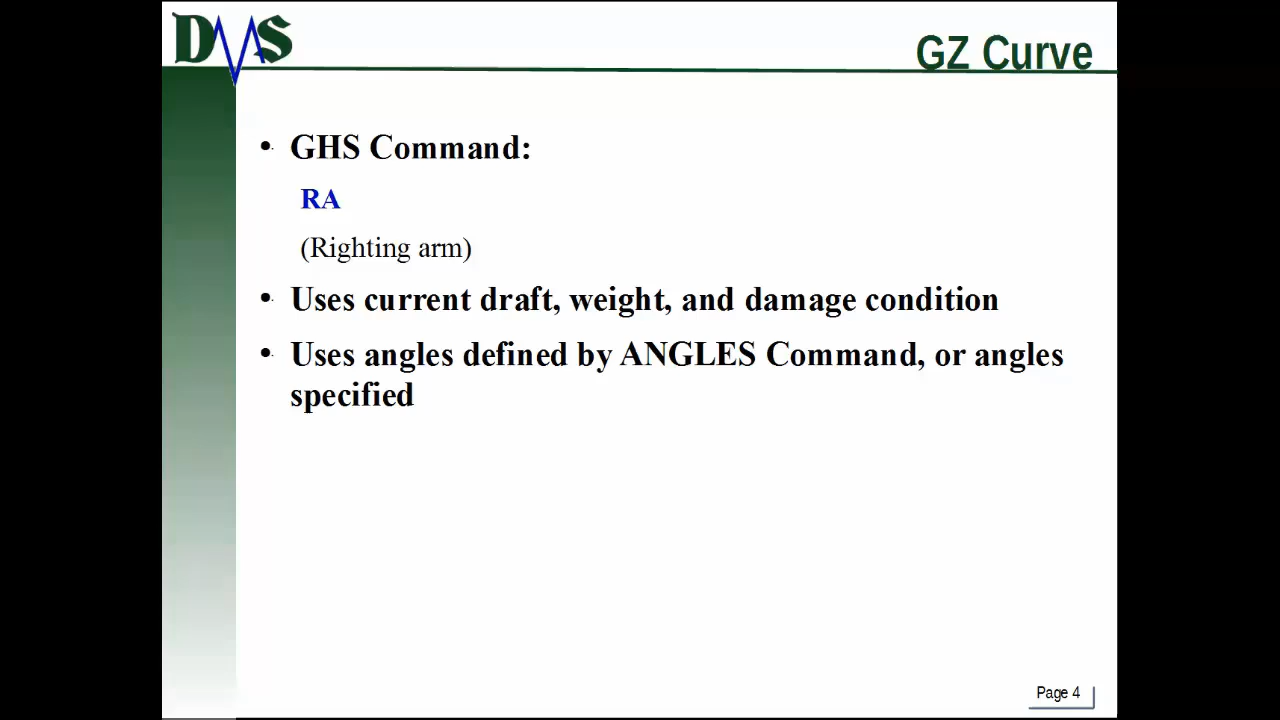 DMS
GZ Curve
• GHS Command:
RA
(Righting arm)
• Uses current draft, weight, and damage condition
• Uses angles defined by ANGLES Command, or angles
specified
Page 4